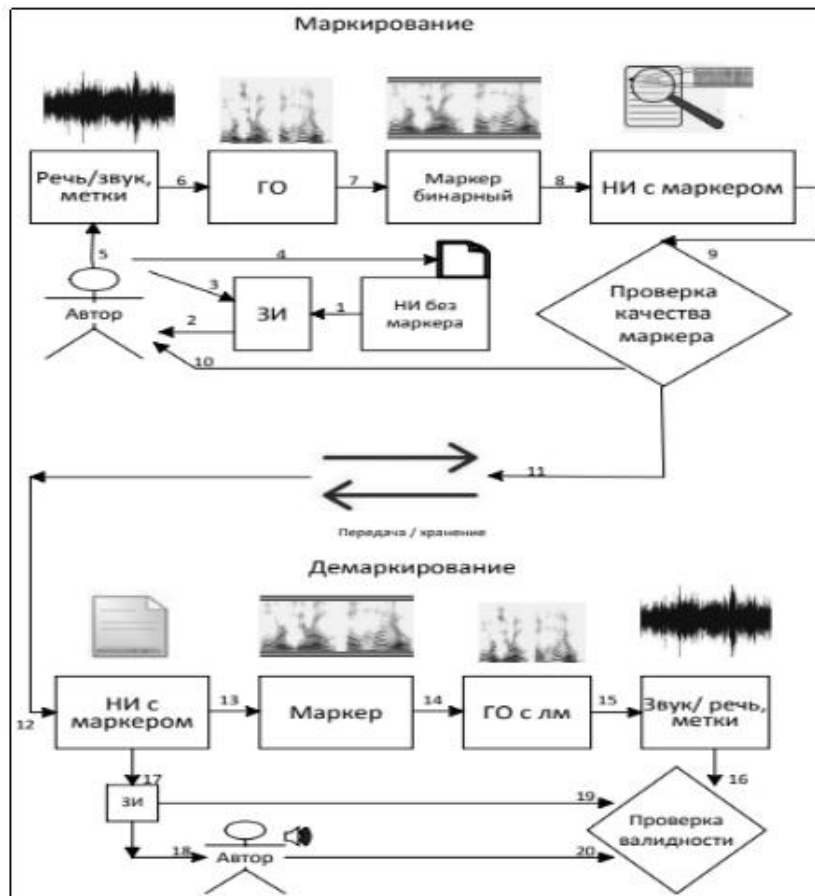 Маркирование
Речь/звук,
метки
6
ГО
7
Маркер
бинарный
8
НИ с маркером
9
5
4
3
Автор
2
ЗИ
1
НИ без
маркера
Проверка
качества
маркера
10
11
Передача / хранение
Демаркирование
12
НИ с
маркером
13
Маркер
14
ГО с лм
15
Звук/ речь,
метки
17
16
ЗИ
19
Проверка
валидности
18
Автор
20